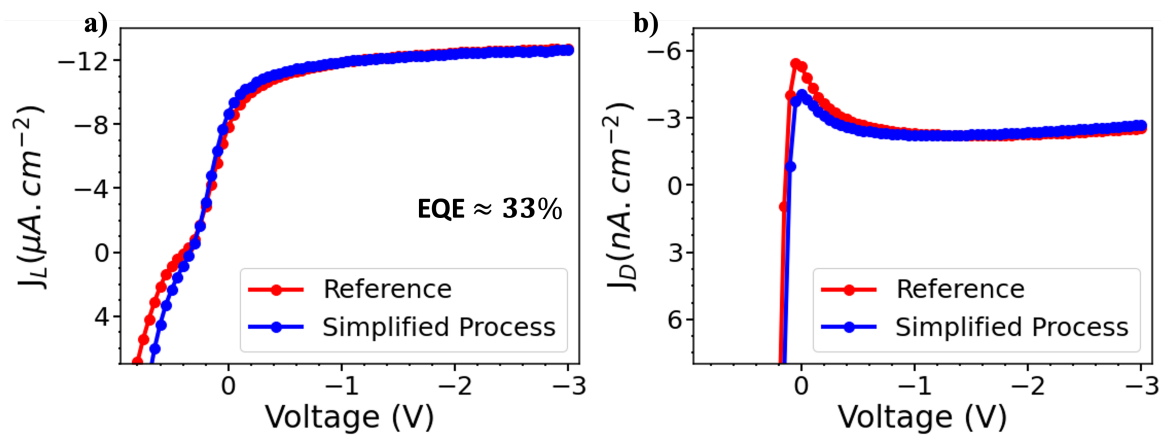 a)
J_L(μA.cm⁻²)
−12
−8
−4
0
4
EQE ≈ 33%
Reference
Simplified Process
0
−1
−2
−3
Voltage (V)
b)
J_D(nA.cm⁻²)
−6
−3
0
3
6
Reference
Simplified Process
0
−1
−2
−3
Voltage (V)